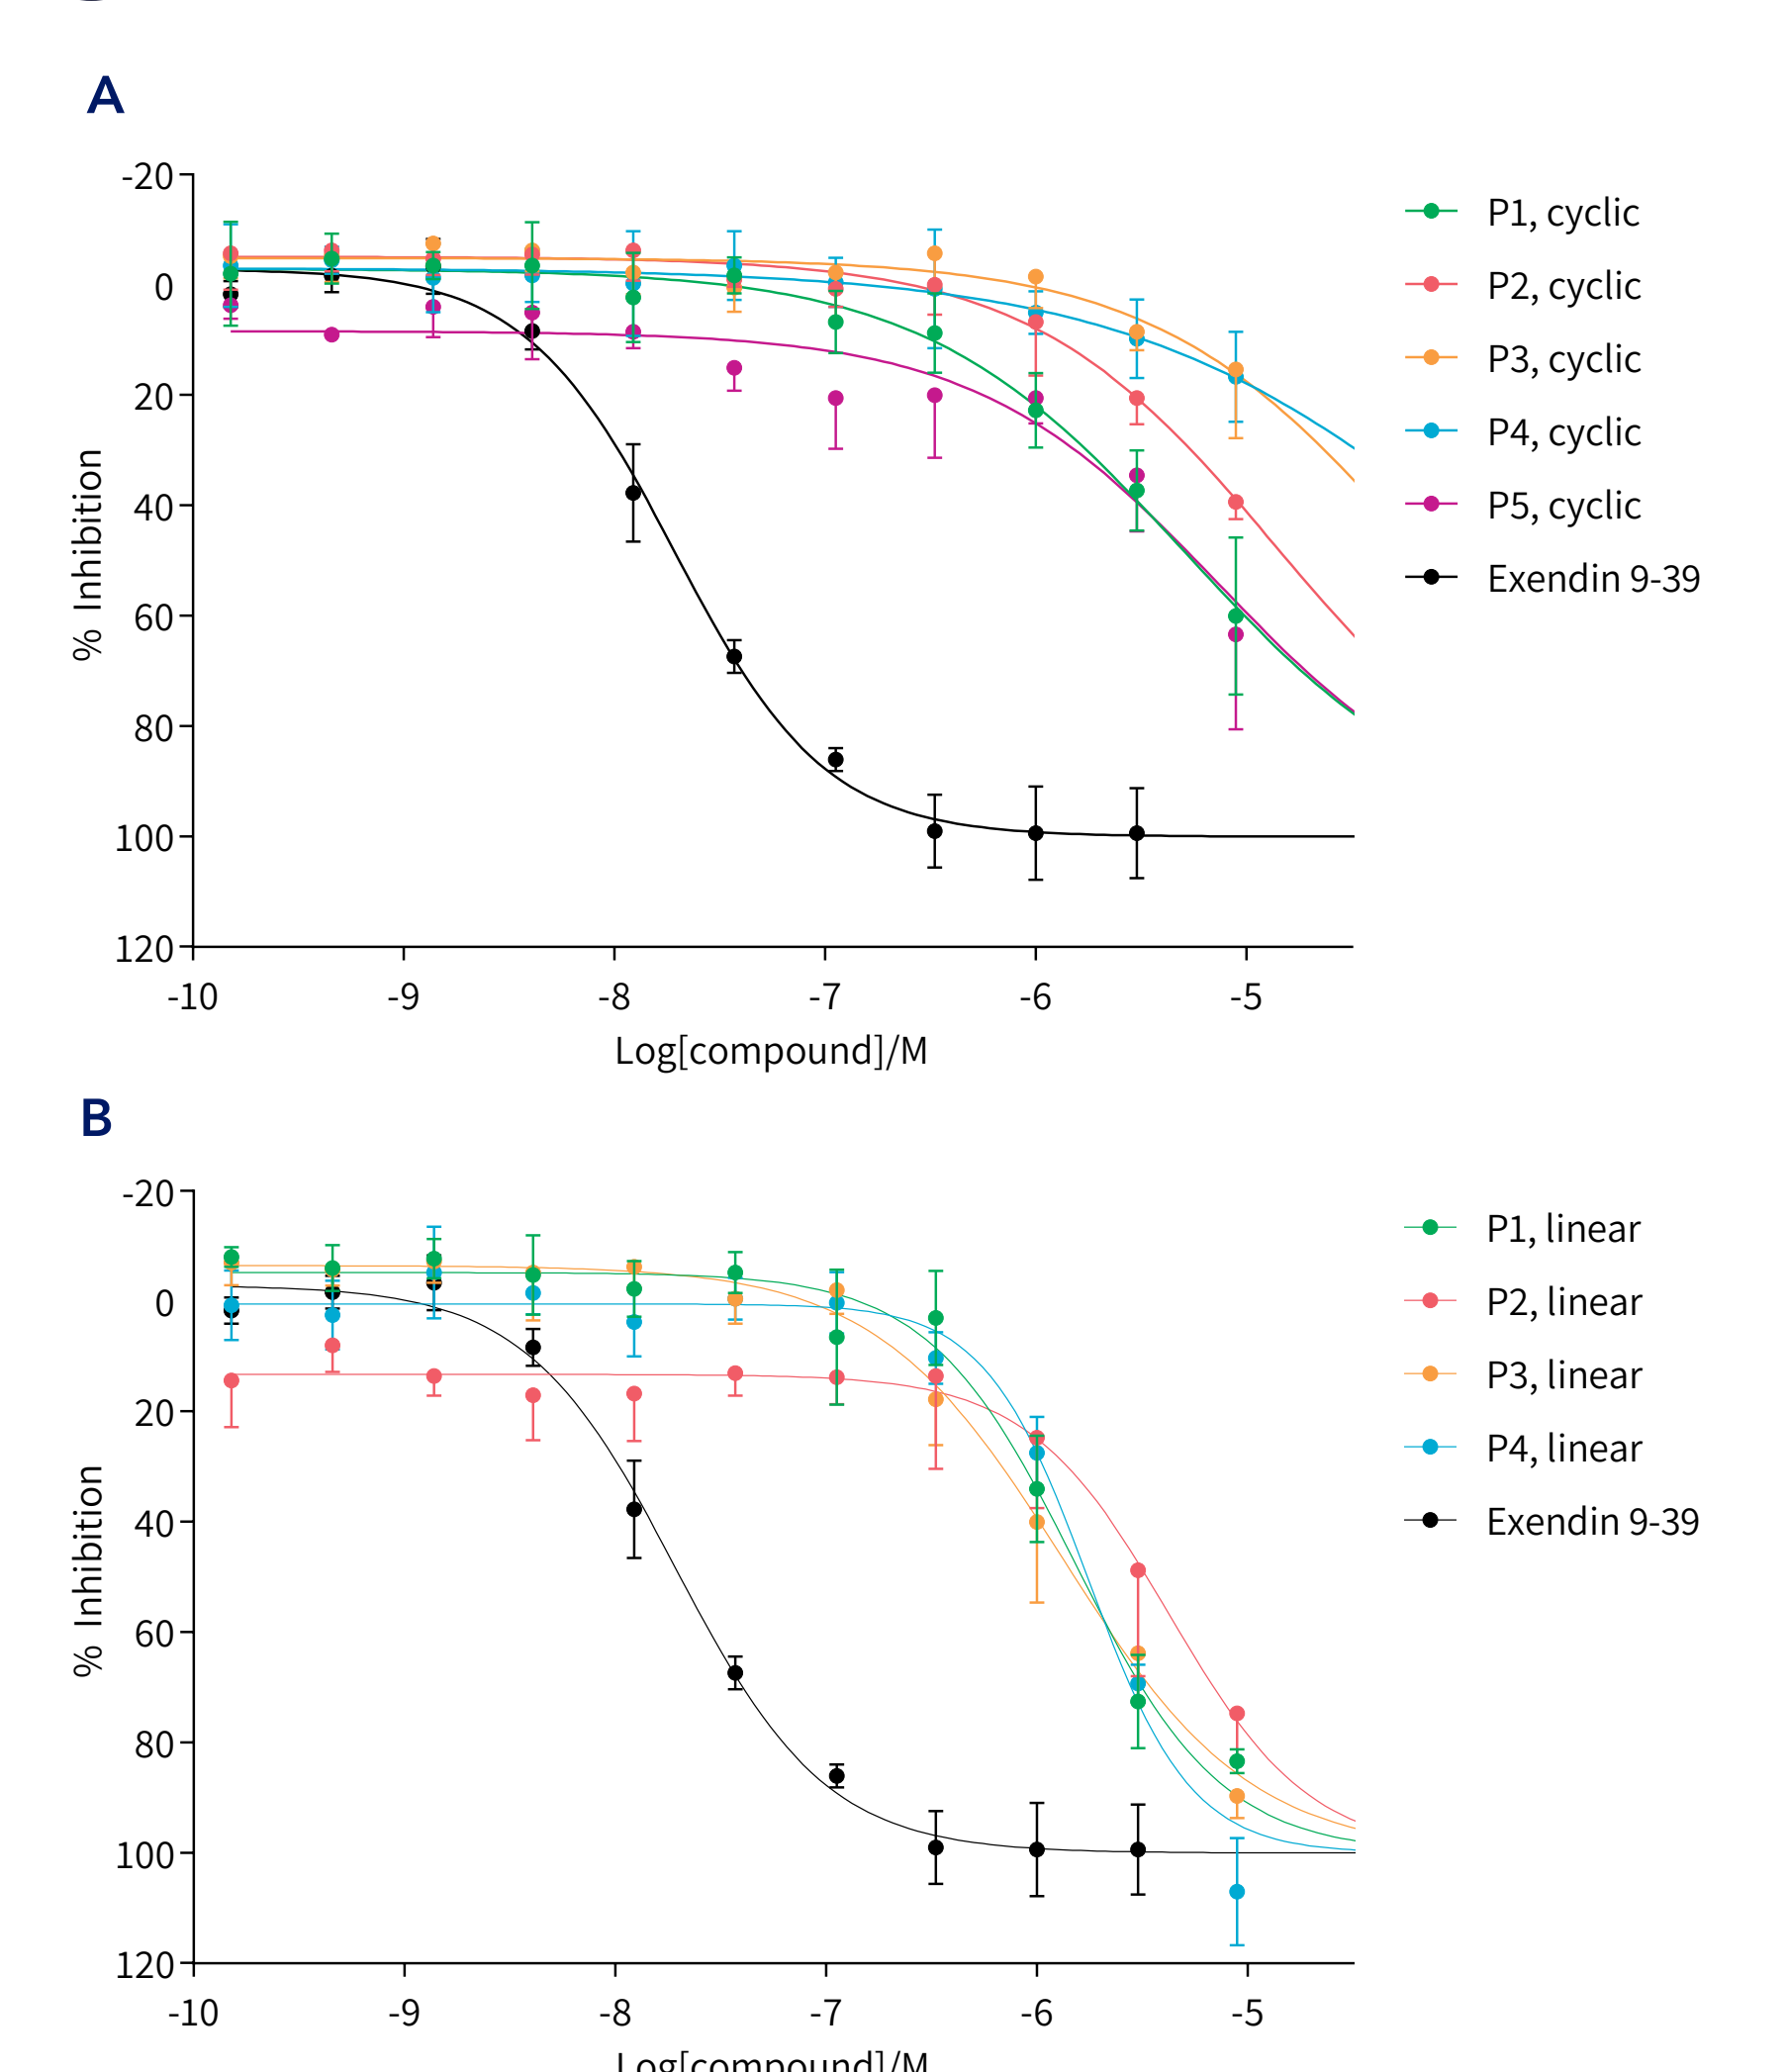 A
-20
0
20
40
60
80
100
120
% Inhibition
-10 -9 -8 -7 -6 -5
Log[compound]/M
P1, cyclic
P2, cyclic
P3, cyclic
P4, cyclic
P5, cyclic
Exendin 9-39
B
-20
0
20
40
60
80
100
120
% Inhibition
-10 -9 -8 -7 -6 -5
Log[compound]/M
P1, linear
P2, linear
P3, linear
P4, linear
Exendin 9-39